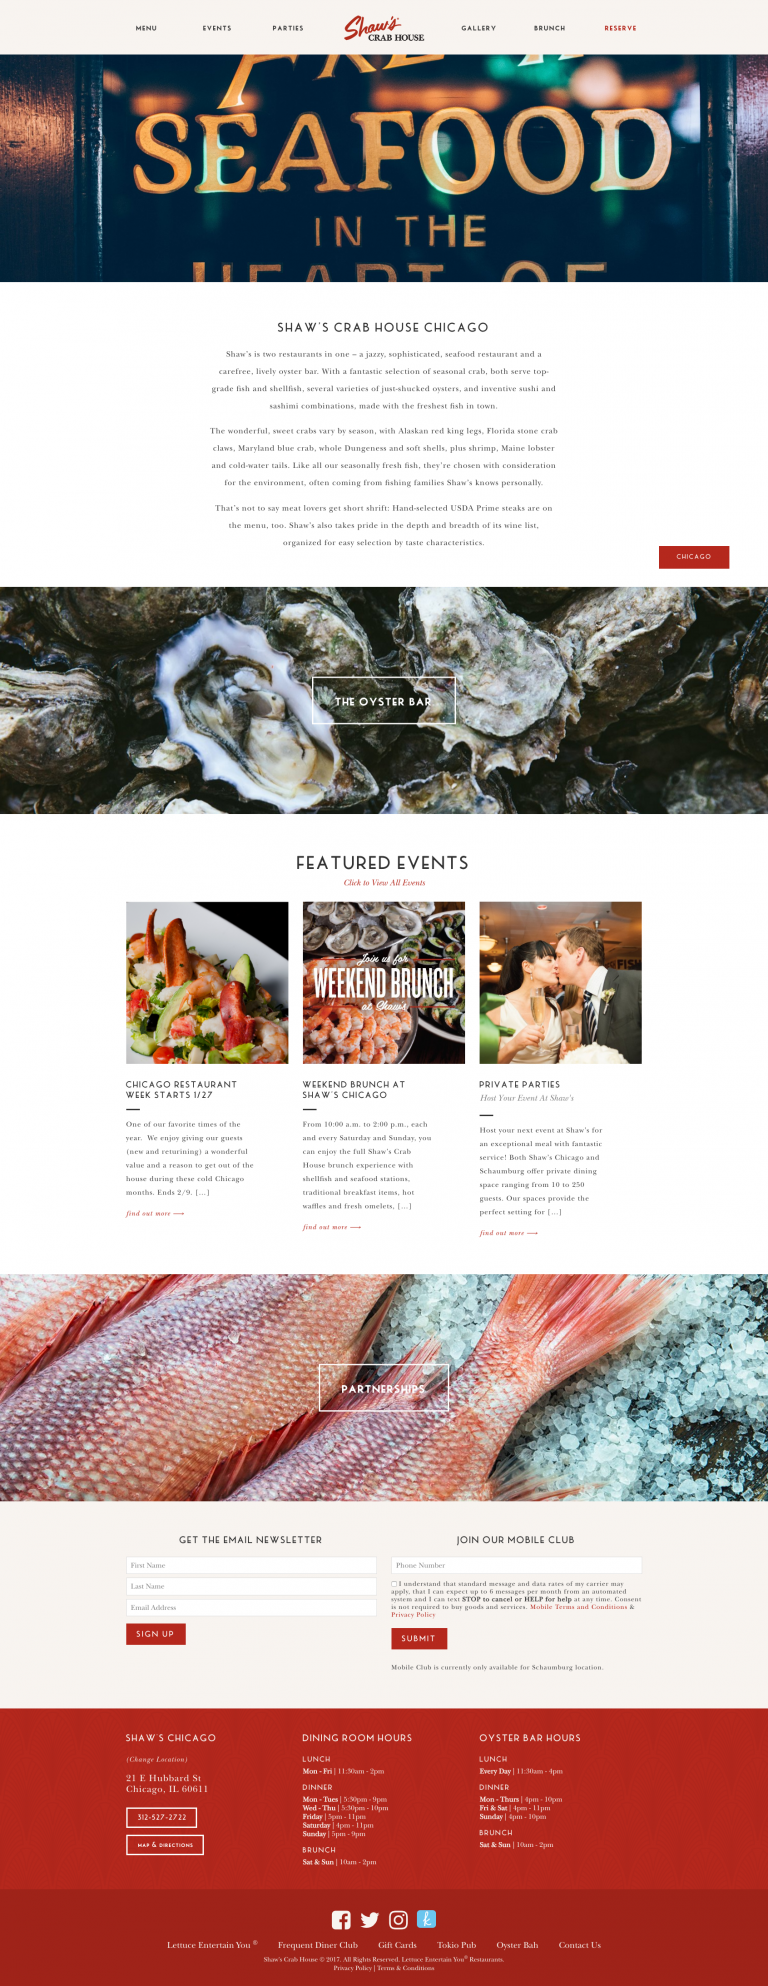 MENU
EVENTS
PARTIES
Shaw's
CRAB HOUSE
GALLERY
BRUNCH
RESERVE
SEAFOOD
IN THE
HEART OF
SHAW'S CRAB HOUSE CHICAGO
Shaw's is two restaurants in one – a jazzy, sophisticated, seafood restaurant and a
carefree, lively oyster bar. With a fantastic selection of seasonal crab, both serve top-
grade fish and shellfish, several varieties of just-shucked oysters, and inventive sushi and
sashimi combinations, made with the freshest fish in town.
The wonderful, sweet crabs vary by season, with Alaskan red king legs, Florida stone crab
claws, Maryland blue crab, whole Dungeness and soft shells, plus shrimp, Maine lobster
and cold-water tails. Like all our seasonally fresh fish, they're chosen with consideration
for the environment, often coming from fishing families Shaw's knows personally.
That's not to say meat lovers get short shrift: Hand-selected USDA Prime steaks are on
the menu, too. Shaw's also takes pride in the depth and breadth of its wine list,
organized for easy selection by taste characteristics.
CHICAGO
THE OYSTER BAR
FEATURED EVENTS
Click to View All Events
Join us for
WEEKEND BRUNCH
at Shaw's
FISH
CHICAGO RESTAURANT
WEEK STARTS 1/27
One of our favorite times of the
year. We enjoy giving our guests
(new and returining) a wonderful
value and a reason to get out of the
house during these cold Chicago
months. Ends 2/9. [...]
find out more ⟶
WEEKEND BRUNCH AT
SHAW'S CHICAGO
From 10:00 a.m. to 2:00 p.m., each
and every Saturday and Sunday, you
can enjoy the full Shaw's Crab
House brunch experience with
shellfish and seafood stations,
traditional breakfast items, hot
waffles and fresh omelets, [...]
find out more ⟶
PRIVATE PARTIES
Host Your Event At Shaw's
Host your next event at Shaw's for
an exceptional meal with fantastic
service! Both Shaw's Chicago and
Schaumburg offer private dining
space ranging from 10 to 250
guests. Our spaces provide the
perfect setting for [...]
find out more ⟶
PARTNERSHIPS
GET THE EMAIL NEWSLETTER
First Name
Last Name
Email Address
SIGN UP
JOIN OUR MOBILE CLUB
Phone Number
I understand that standard message and data rates of my carrier may
apply, that I can expect up to 6 messages per month from an automated
system and I can text STOP to cancel or HELP for help at any time. Consent
is not required to buy goods and services. Mobile Terms and Conditions &
Privacy Policy
SUBMIT
Mobile Club is currently only available for Schaumburg location.
SHAW'S CHICAGO
(Change Location)
21 E Hubbard St
Chicago, IL 60611
312-527-2722
MAP & DIRECTIONS
DINING ROOM HOURS
LUNCH
Mon - Fri | 11:30am - 2pm
DINNER
Mon - Tues | 5:30pm - 9pm
Wed - Thu | 5:30pm - 10pm
Friday | 5pm - 11pm
Saturday | 4pm - 11pm
Sunday | 5pm - 9pm
BRUNCH
Sat & Sun | 10am - 2pm
OYSTER BAR HOURS
LUNCH
Every Day | 11:30am - 4pm
DINNER
Mon - Thurs | 4pm - 10pm
Fri & Sat | 4pm - 11pm
Sunday | 4pm - 10pm
BRUNCH
Sat & Sun | 10am - 2pm
Lettuce Entertain You ®
Frequent Diner Club
Gift Cards
Tokio Pub
Oyster Bah
Contact Us
Shaw's Crab House © 2017. All Rights Reserved. Lettuce Entertain You® Restaurants.
Privacy Policy | Terms & Conditions